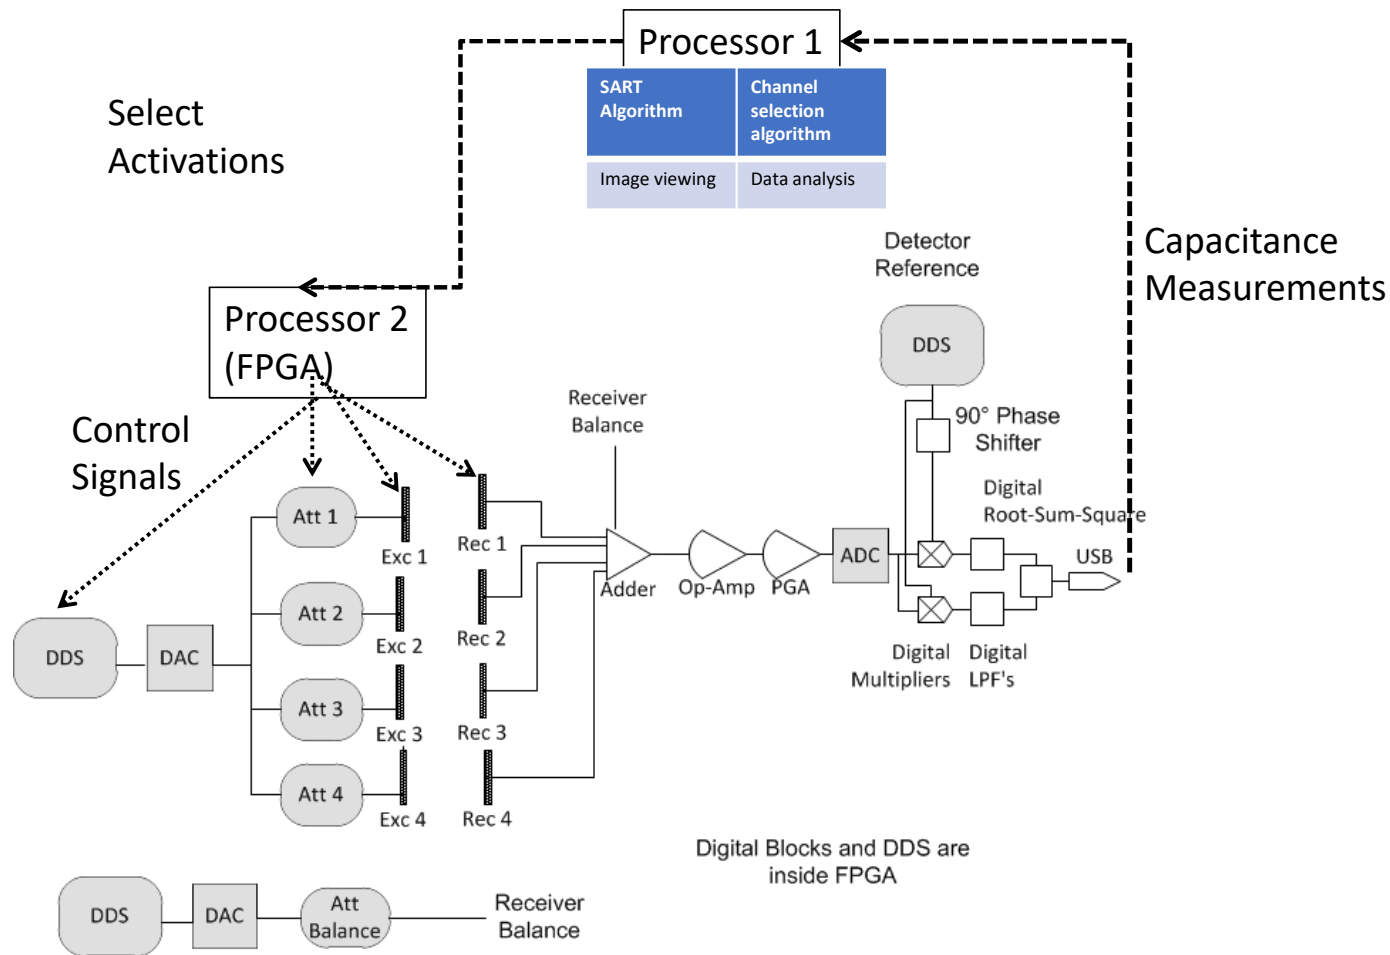 Processor 1
SART
Algorithm
Channel
selection
algorithm
Image viewing
Data analysis
Select
Activations
Capacitance
Measurements
Detector
Reference
DDS
90° Phase
Shifter
Processor 2
(FPGA)
Control
Signals
Receiver
Balance
Digital
Root-Sum-Square
USB
Att 1
Exc 1
Rec 1
Adder
Op-Amp
PGA
ADC
Att 2
Exc 2
Rec 2
DDS
DAC
Digital
Multipliers
Digital
LPF's
Att 3
Exc 3
Rec 3
Att 4
Exc 4
Rec 4
Digital Blocks and DDS are
inside FPGA
DDS
DAC
Att
Balance
Receiver
Balance